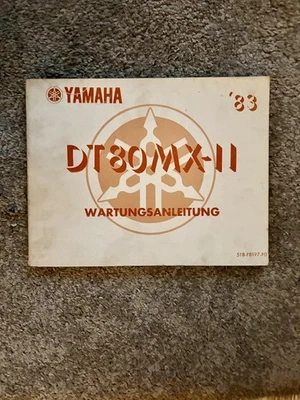 YAMAHA
'83
DT80MX-II
WARTUNGSANLEITUNG